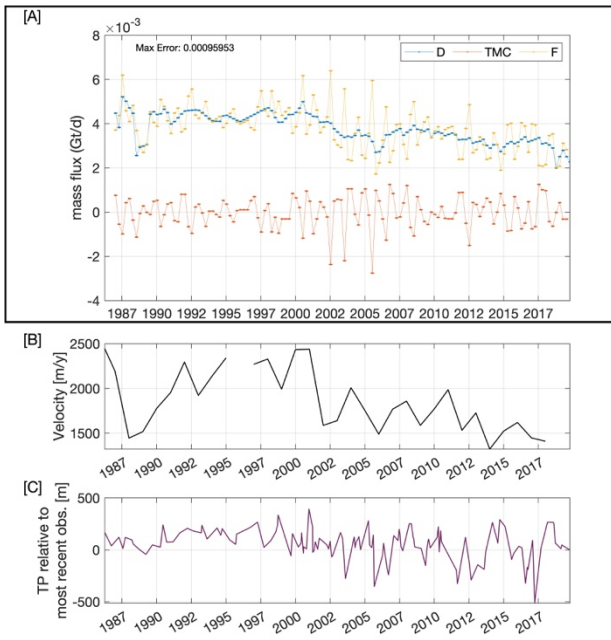 [A]
×10⁻³
Max Error: 0.00095953
D TMC F
8
6
4
2
0
-2
-4
mass flux (Gt/d)
1987 1990 1992 1995 1997 2000 2002 2005 2007 2010 2012 2015 2017
[B]
2500
2000
1500
Velocity [m/y]
1987 1990 1992 1995 1997 2000 2002 2005 2007 2010 2012 2015 2017
[C]
500
0
-500
TP relative to
most recent obs. [m]
1987 1990 1992 1995 1997 2000 2002 2005 2007 2010 2012 2015 2017